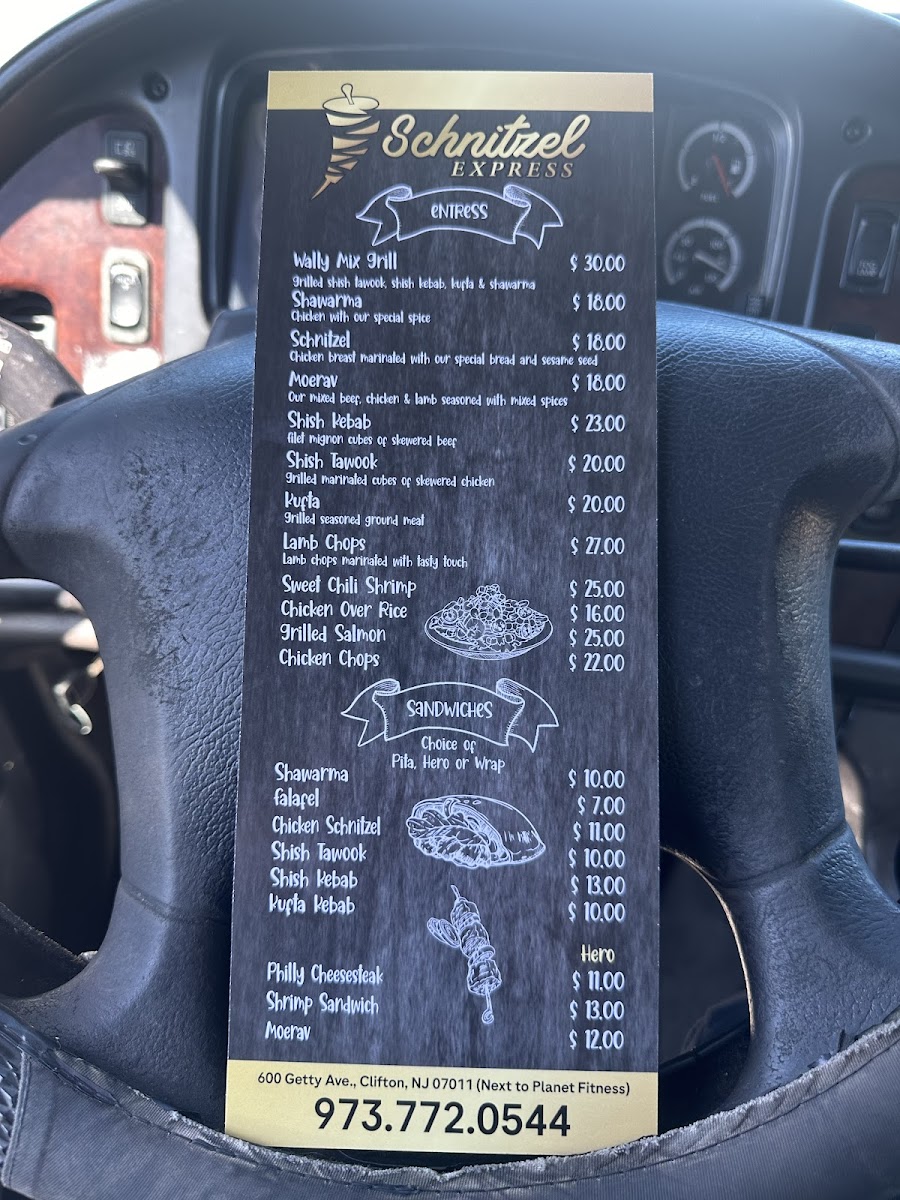 Schnitzel
EXPRESS
ENTRESS
Wally Mix Grill $ 30.00
Grilled shish tawook, shish kebab, kufta & shawarma
Shawarma $ 18.00
Chicken with our special spice
Schnitzel $ 18.00
Chicken breast marinated with our special bread and sesame seed
Moerav $ 18.00
Our mixed beef, chicken & lamb seasoned with mixed spices
Shish Kebab $ 23.00
filet mignon cubes of skewered beef
Shish Tawook $ 20.00
Grilled marinated cubes of skewered chicken
Kufta $ 20.00
Grilled seasoned ground meat
Lamb Chops $ 27.00
Lamb chops marinated with tasty touch
Sweet Chili Shrimp $ 25.00
Chicken Over Rice $ 16.00
Grilled Salmon $ 25.00
Chicken Chops $ 22.00
SANDWICHES
Choice of
Pita, Hero or Wrap
Shawarma $ 10.00
falafel $ 7.00
Chicken Schnitzel $ 11.00
Shish Tawook $ 10.00
Shish Kebab $ 13.00
Kufta Kebab $ 10.00
Hero
Philly Cheesesteak $ 11.00
Shrimp Sandwich $ 13.00
Moerav $ 12.00
600 Getty Ave., Clifton, NJ 07011 (Next to Planet Fitness)
973.772.0544